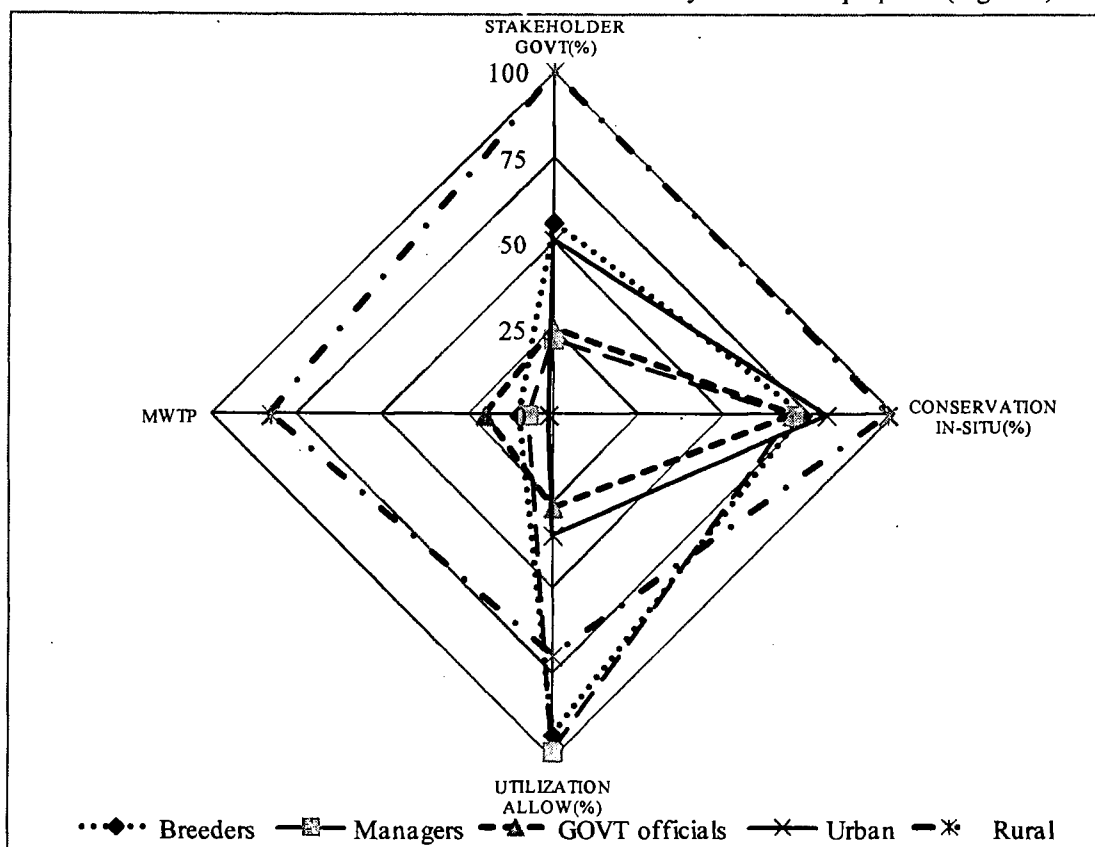 STAKEHOLDER
GOVT(%)
100
75
50
25
MWTP
CONSERVATION
IN-SITU(%)
UTILIZATION
ALLOW(%)
Breeders Managers GOVT officials Urban Rural